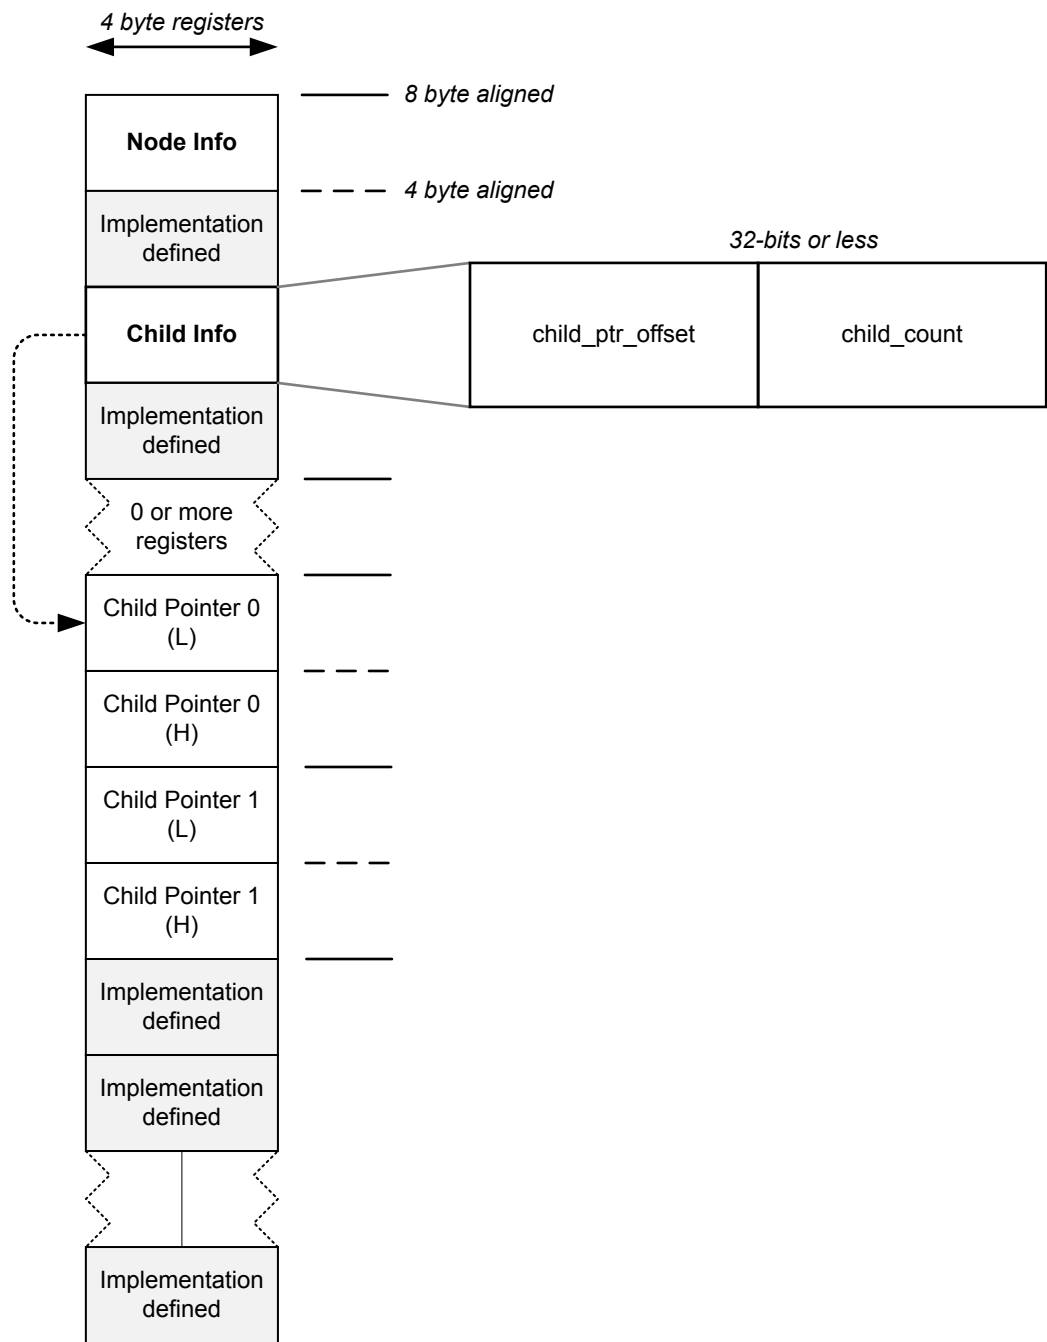 4 byte registers
8 byte aligned
Node Info
4 byte aligned
Implementation
defined
32-bits or less
Child Info
child_ptr_offset
child_count
Implementation
defined
0 or more
registers
Child Pointer 0
(L)
Child Pointer 0
(H)
Child Pointer 1
(L)
Child Pointer 1
(H)
Implementation
defined
Implementation
defined
Implementation
defined